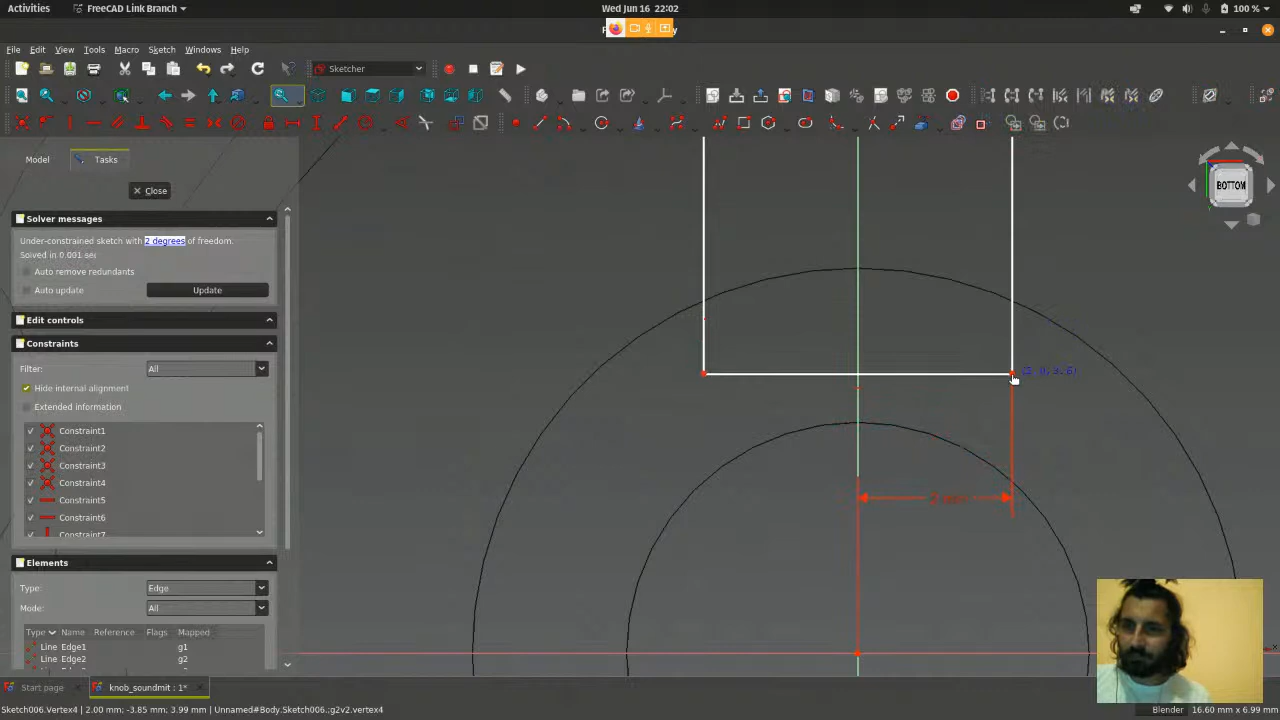 Activities
FreeCAD Link Branch
Wed Jun 16 22:02
100 %
File Edit View Tools Macro Sketch Windows Help
Sketcher
Model
Tasks
Close
BOTTOM
Solver messages
Under-constrained sketch with 2 degrees of freedom.
Solved in 0.001 sec
Auto remove redundants
Auto update
Update
Edit controls
Constraints
Filter:
All
Hide internal alignment
Extended information
Constraint1
Constraint2
Constraint3
Constraint4
Constraint5
Constraint6
Constraint7
Elements
Type:
Edge
Mode:
All
Type Name Reference Flags Mapped
Line Edge1 g1
Line Edge2 g2
Start page
knob_soundmit : 1*
Sketch006.Vertex4 | 2.00 mm; -3.85 mm; 3.99 mm | Unnamed#Body.Sketch006.;g2v2.vertex4
Blender
16.60 mm x 6.99 mm